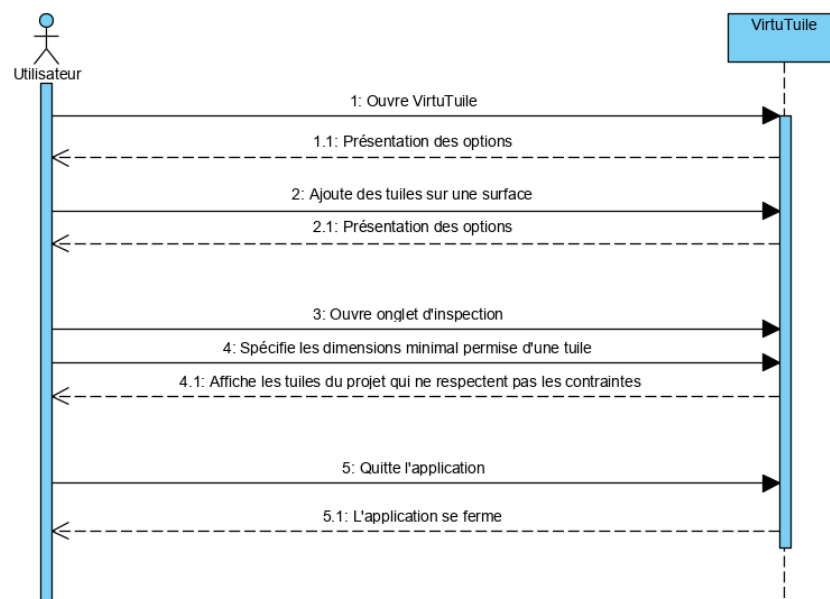 VirtuTuile
Utilisateur
1: Ouvre VirtuTuile
1.1: Présentation des options
2: Ajoute des tuiles sur une surface
2.1: Présentation des options
3: Ouvre onglet d'inspection
4: Spécifie les dimensions minimal permise d'une tuile
4.1: Affiche les tuiles du projet qui ne respectent pas les contraintes
5: Quitte l'application
5.1: L'application se ferme